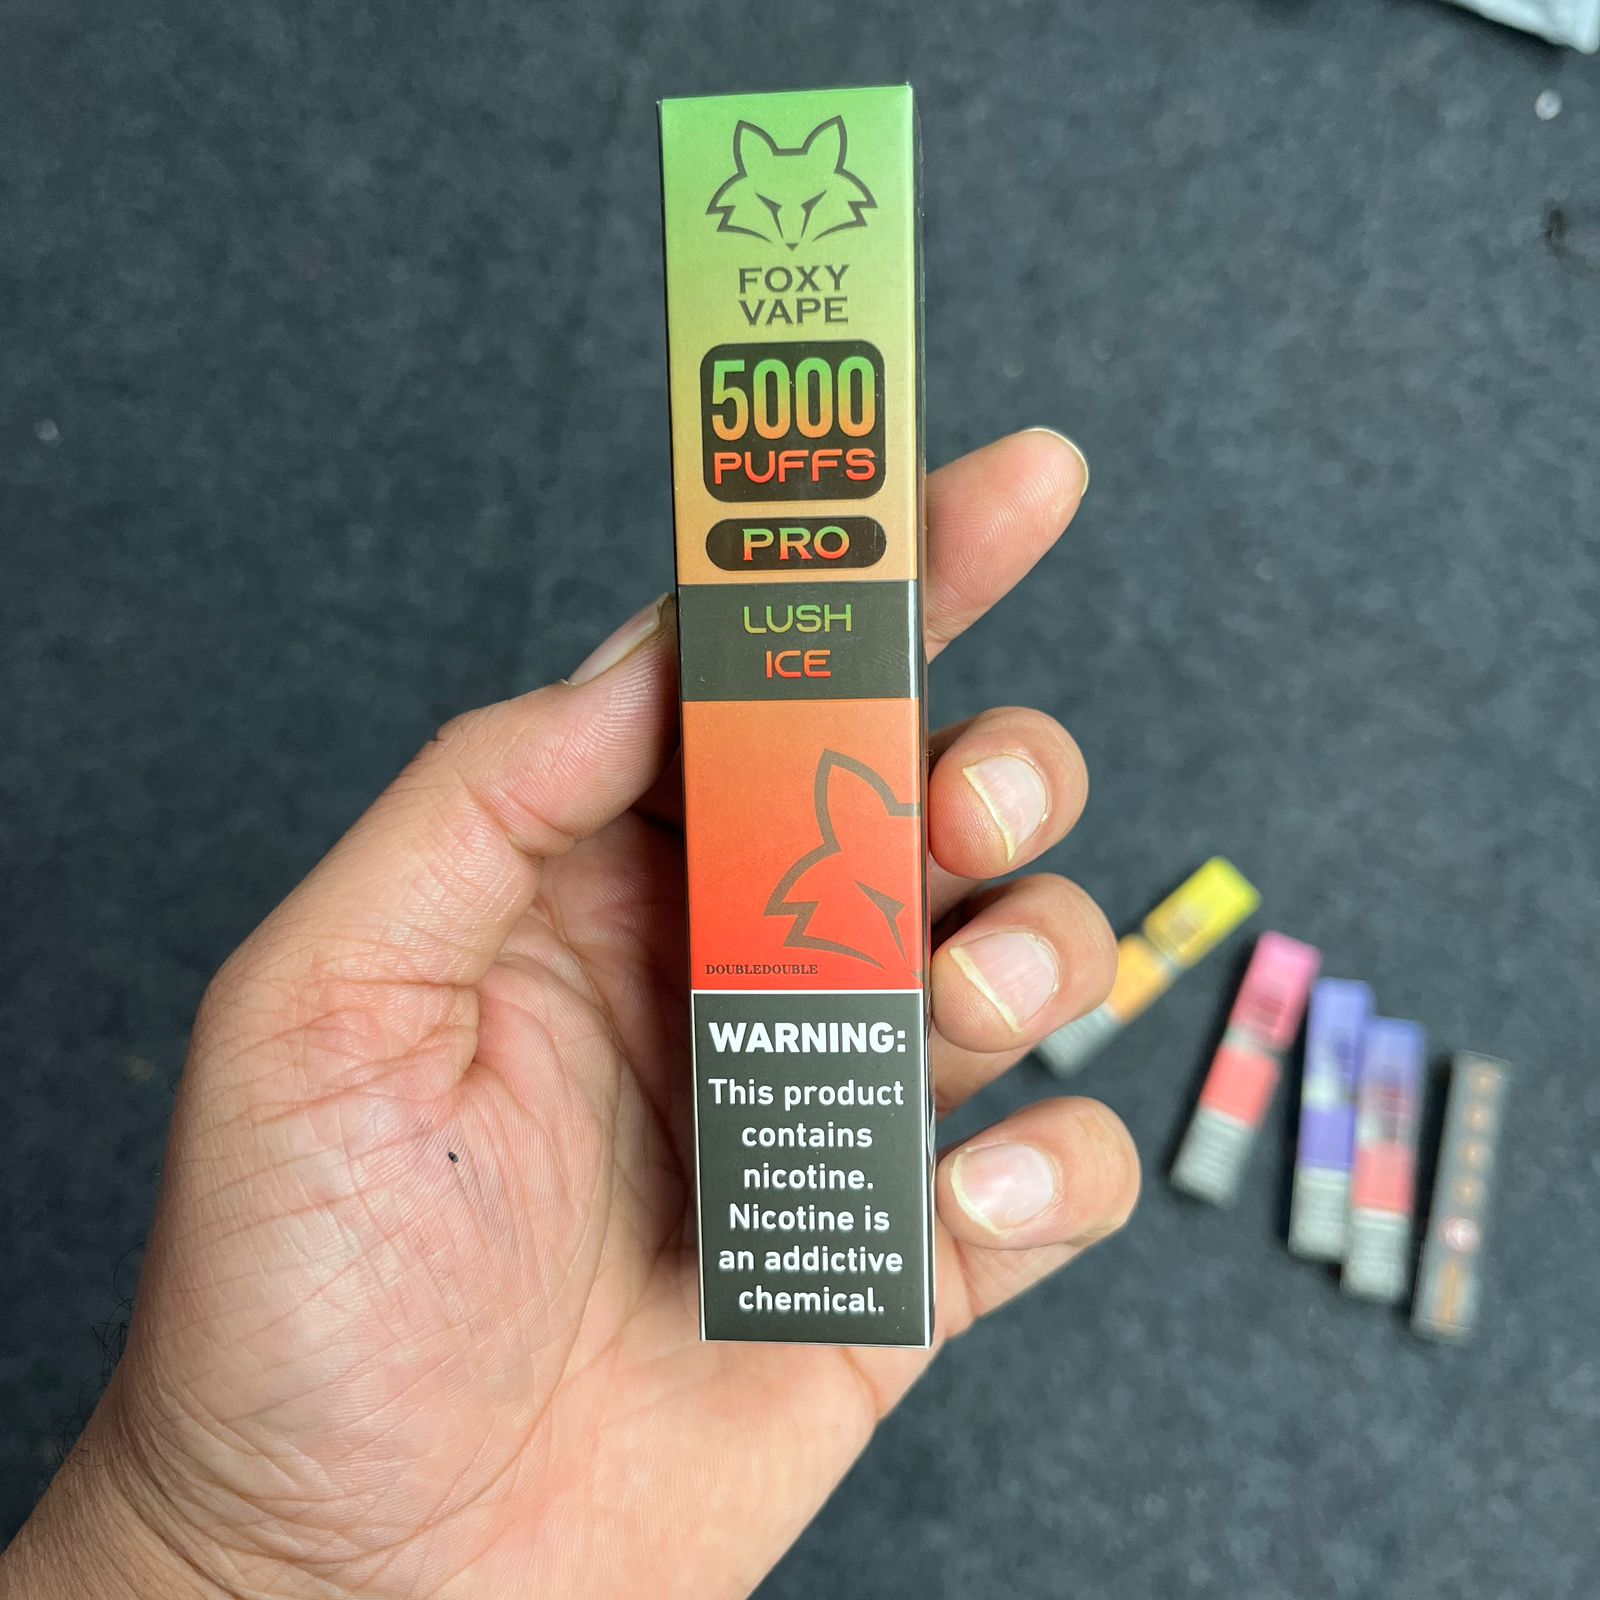 FOXY
VAPE
5000
PUFFS
PRO
LUSH
ICE
DOUBLEDOUBLE
WARNING:
This product
contains
nicotine.
Nicotine is
an addictive
chemical.